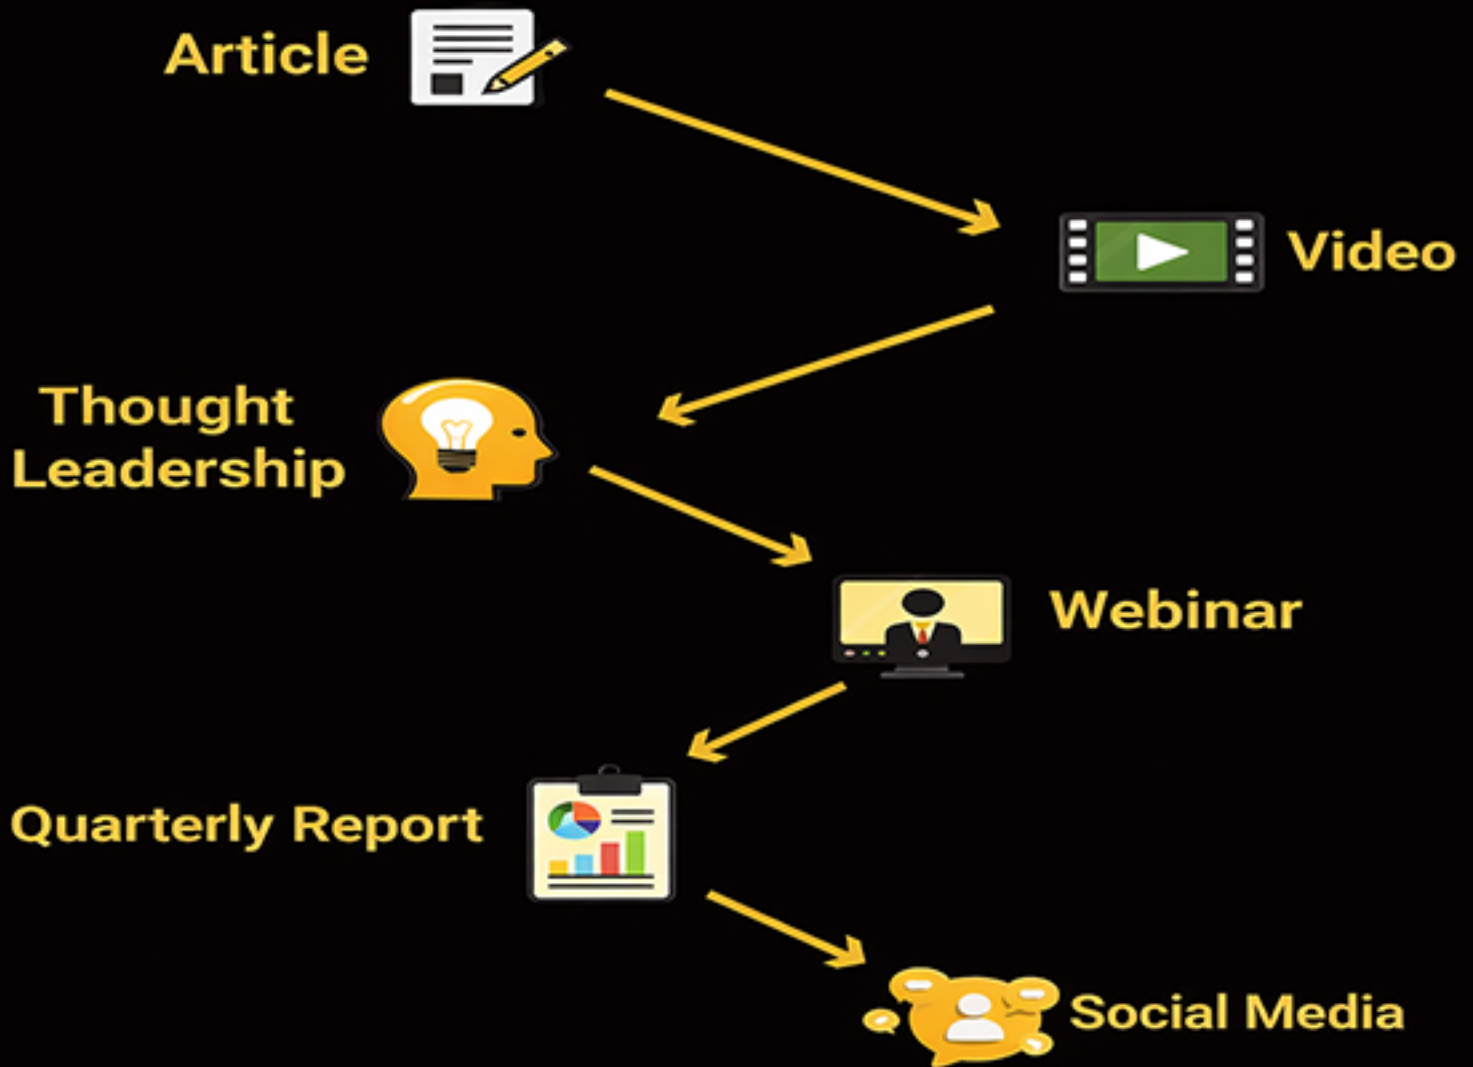 Article
Video
Thought
Leadership
Webinar
Quarterly Report
Social Media